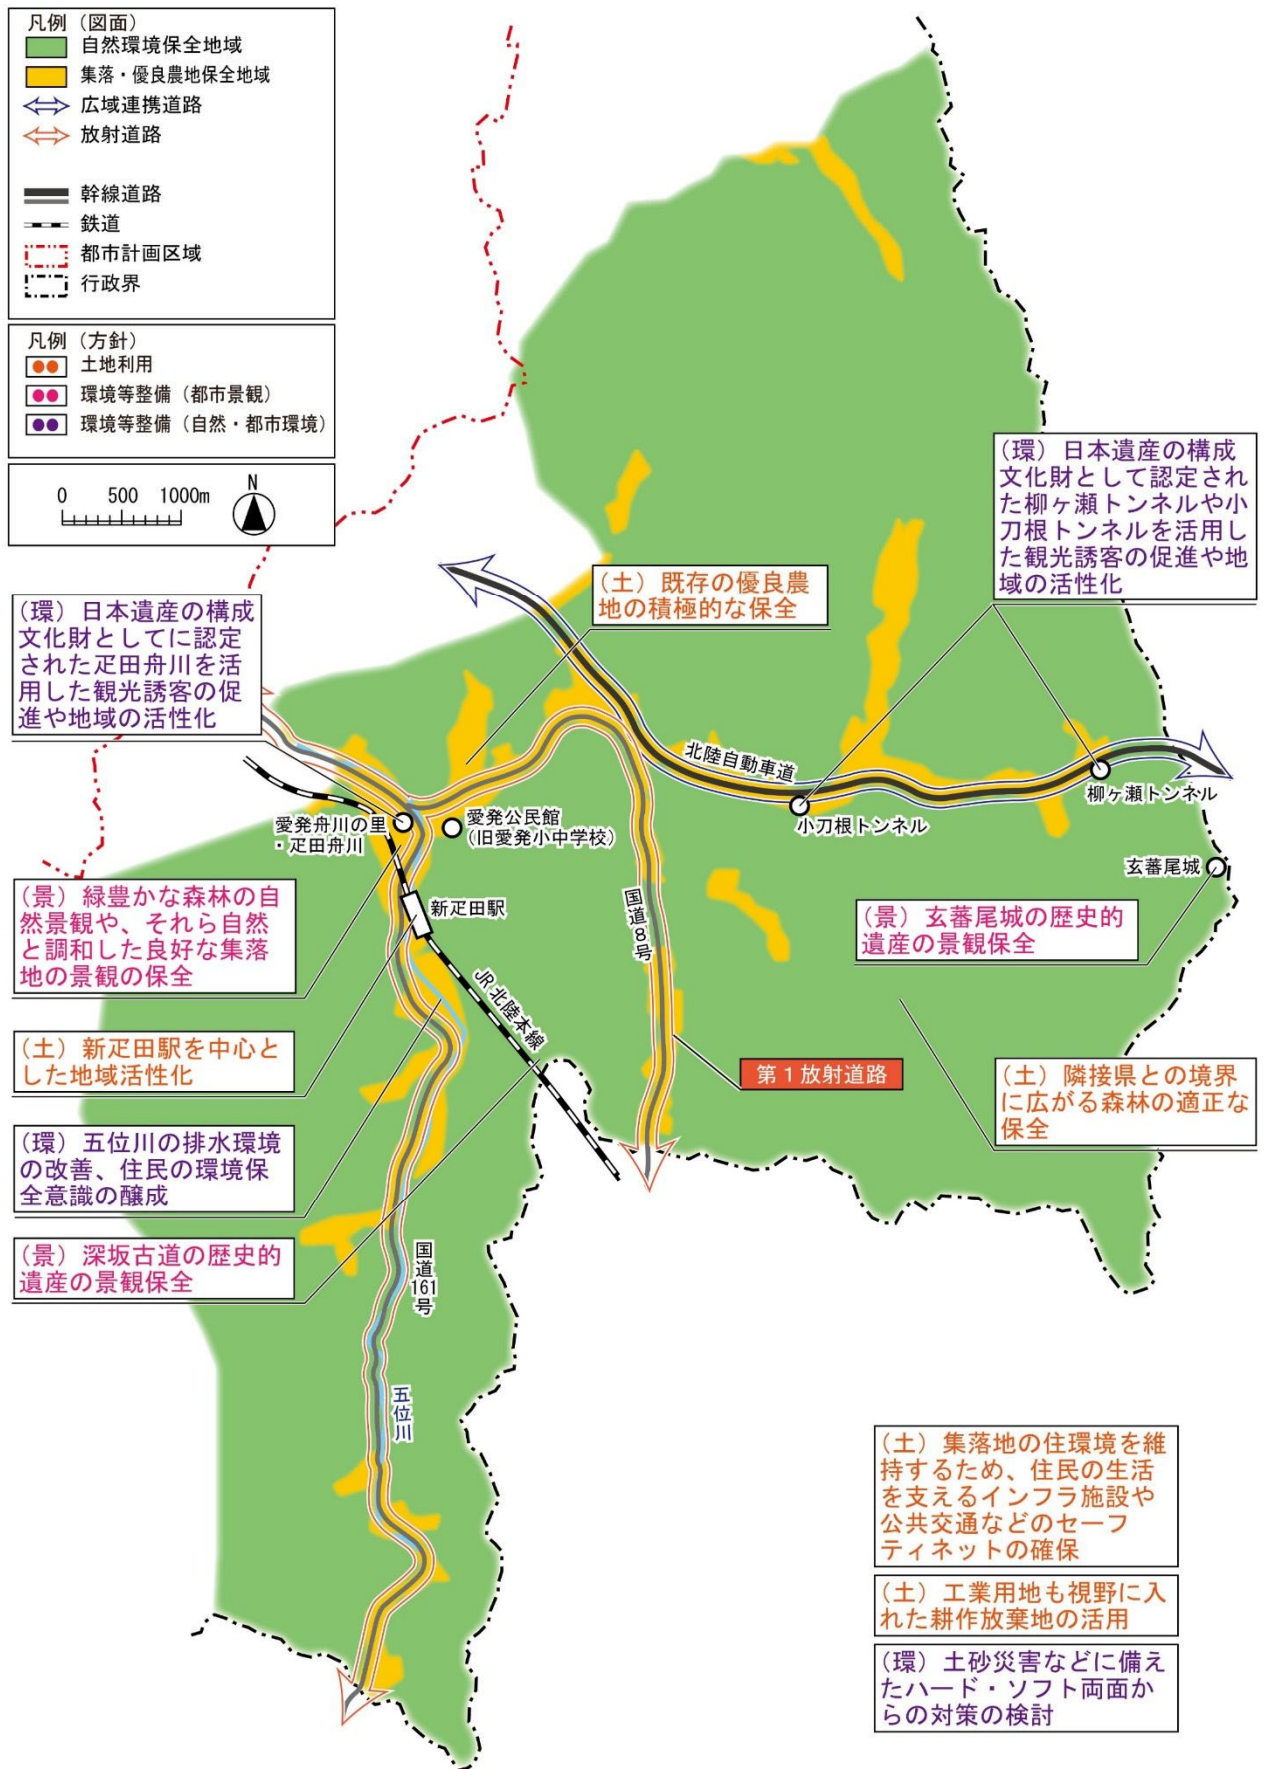 凡例（図面）
自然環境保全地域
集落・優良農地保全地域
広域連携道路
放射道路
幹線道路
鉄道
都市計画区域
行政界
凡例（方針）
土地利用
環境等整備（都市景観）
環境等整備（自然・都市環境）
0 500 1000m
N
（環）日本遺産の構成
文化財として認定され
た柳ヶ瀬トンネルや小
刀根トンネルを活用し
た観光誘客の促進や地
域の活性化
（土）既存の優良農
地の積極的な保全
（環）日本遺産の構成
文化財としてに認定
された疋田舟川を活
用した観光誘客の促
進や地域の活性化
北陸自動車道
柳ヶ瀬トンネル
小刀根トンネル
愛発舟川の里
・疋田舟川
愛発公民館
（旧愛発小中学校）
玄蕃尾城
（景）緑豊かな森林の自
然景観や、それら自然
と調和した良好な集落
地の景観の保全
新疋田駅
国道8号
（景）玄蕃尾城の歴史的
遺産の景観保全
JR北陸本線
（土）新疋田駅を中心と
した地域活性化
第１放射道路
（土）隣接県との境界
に広がる森林の適正な
保全
（環）五位川の排水環境
の改善、住民の環境保
全意識の醸成
（景）深坂古道の歴史的
遺産の景観保全
国道161号
五位川
（土）集落地の住環境を維
持するため、住民の生活
を支えるインフラ施設や
公共交通などのセーフ
ティネットの確保
（土）工業用地も視野に入
れた耕作放棄地の活用
（環）土砂災害などに備え
たハード・ソフト両面か
らの対策の検討